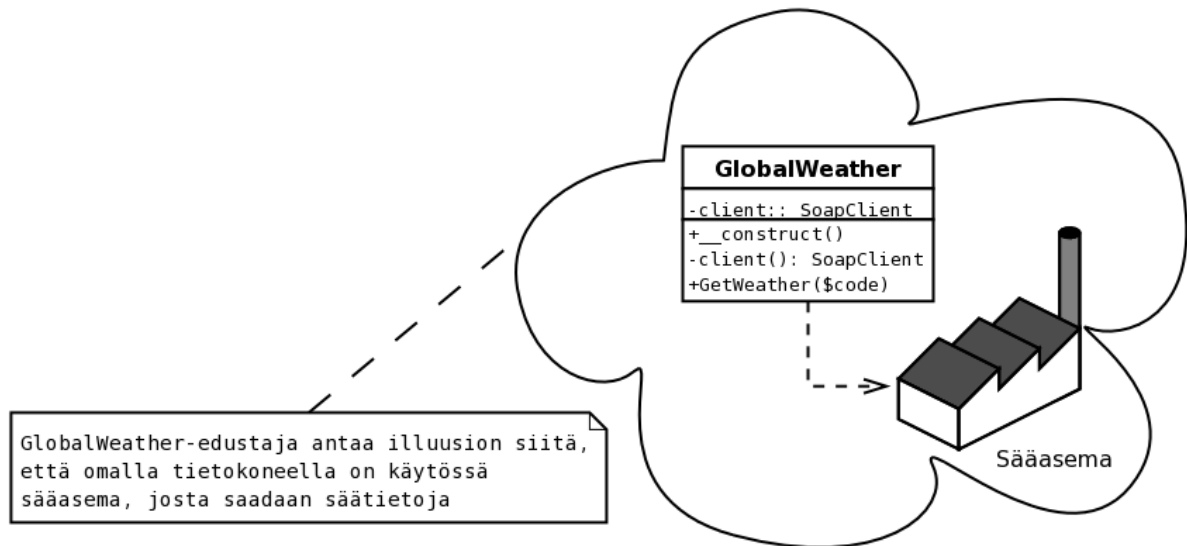 GlobalWeather
-client:: SoapClient
+__construct()
-client(): SoapClient
+GetWeather($code)
Sääasema
GlobalWeather-edustaja antaa illuusion siitä,
että omalla tietokoneella on käytössä
sääasema, josta saadaan säätietoja